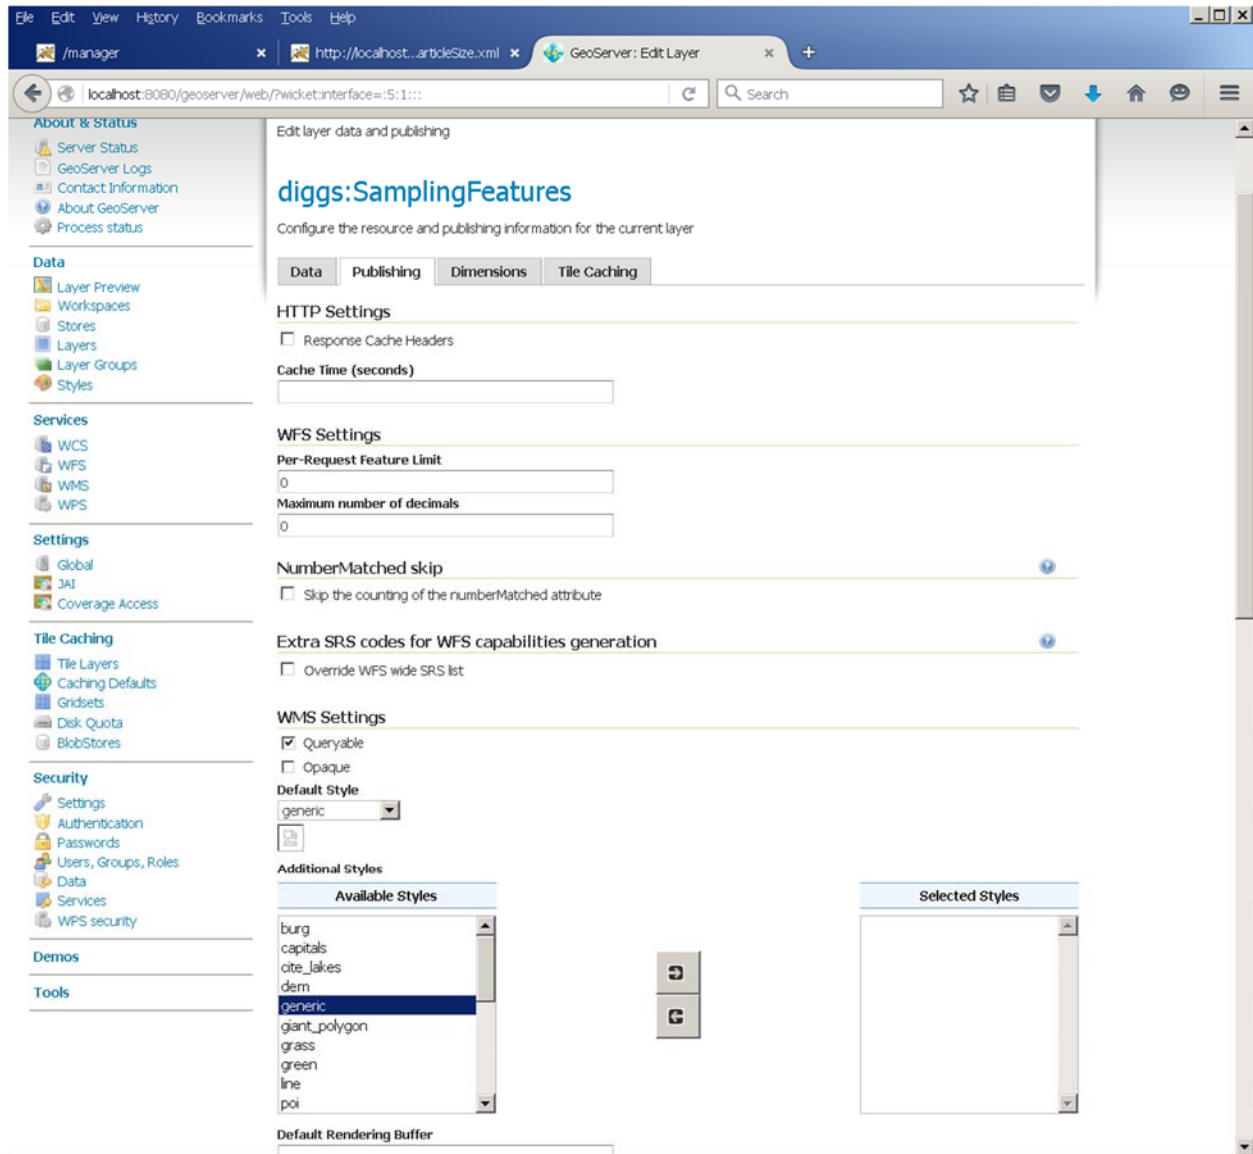 File Edit View History Bookmarks Tools Help
/manager
http://localhost...articleSize.xml
GeoServer: Edit Layer
localhost:8080/geoserver/web/?wicket:interface=:5:1:::
Search
About & Status
Server Status
GeoServer Logs
Contact Information
About GeoServer
Process status
Data
Layer Preview
Workspaces
Stores
Layers
Layer Groups
Styles
Services
WCS
WFS
WMS
WPS
Settings
Global
JAI
Coverage Access
Tile Caching
Tile Layers
Caching Defaults
Gridsets
Disk Quota
BlobStores
Security
Settings
Authentication
Passwords
Users, Groups, Roles
Data
Services
WPS security
Demos
Tools
Edit layer data and publishing
diggs:SamplingFeatures
Configure the resource and publishing information for the current layer
Data Publishing Dimensions Tile Caching
HTTP Settings
Response Cache Headers
Cache Time (seconds)
WFS Settings
Per-Request Feature Limit
0
Maximum number of decimals
0
NumberMatched skip
Skip the counting of the numberMatched attribute
Extra SRS codes for WFS capabilities generation
Override WFS wide SRS list
WMS Settings
Queryable
Opaque
Default Style
generic
Additional Styles
Available Styles
burg
capitals
cite_lakes
dem
generic
giant_polygon
grass
green
line
poi
Selected Styles
Default Rendering Buffer